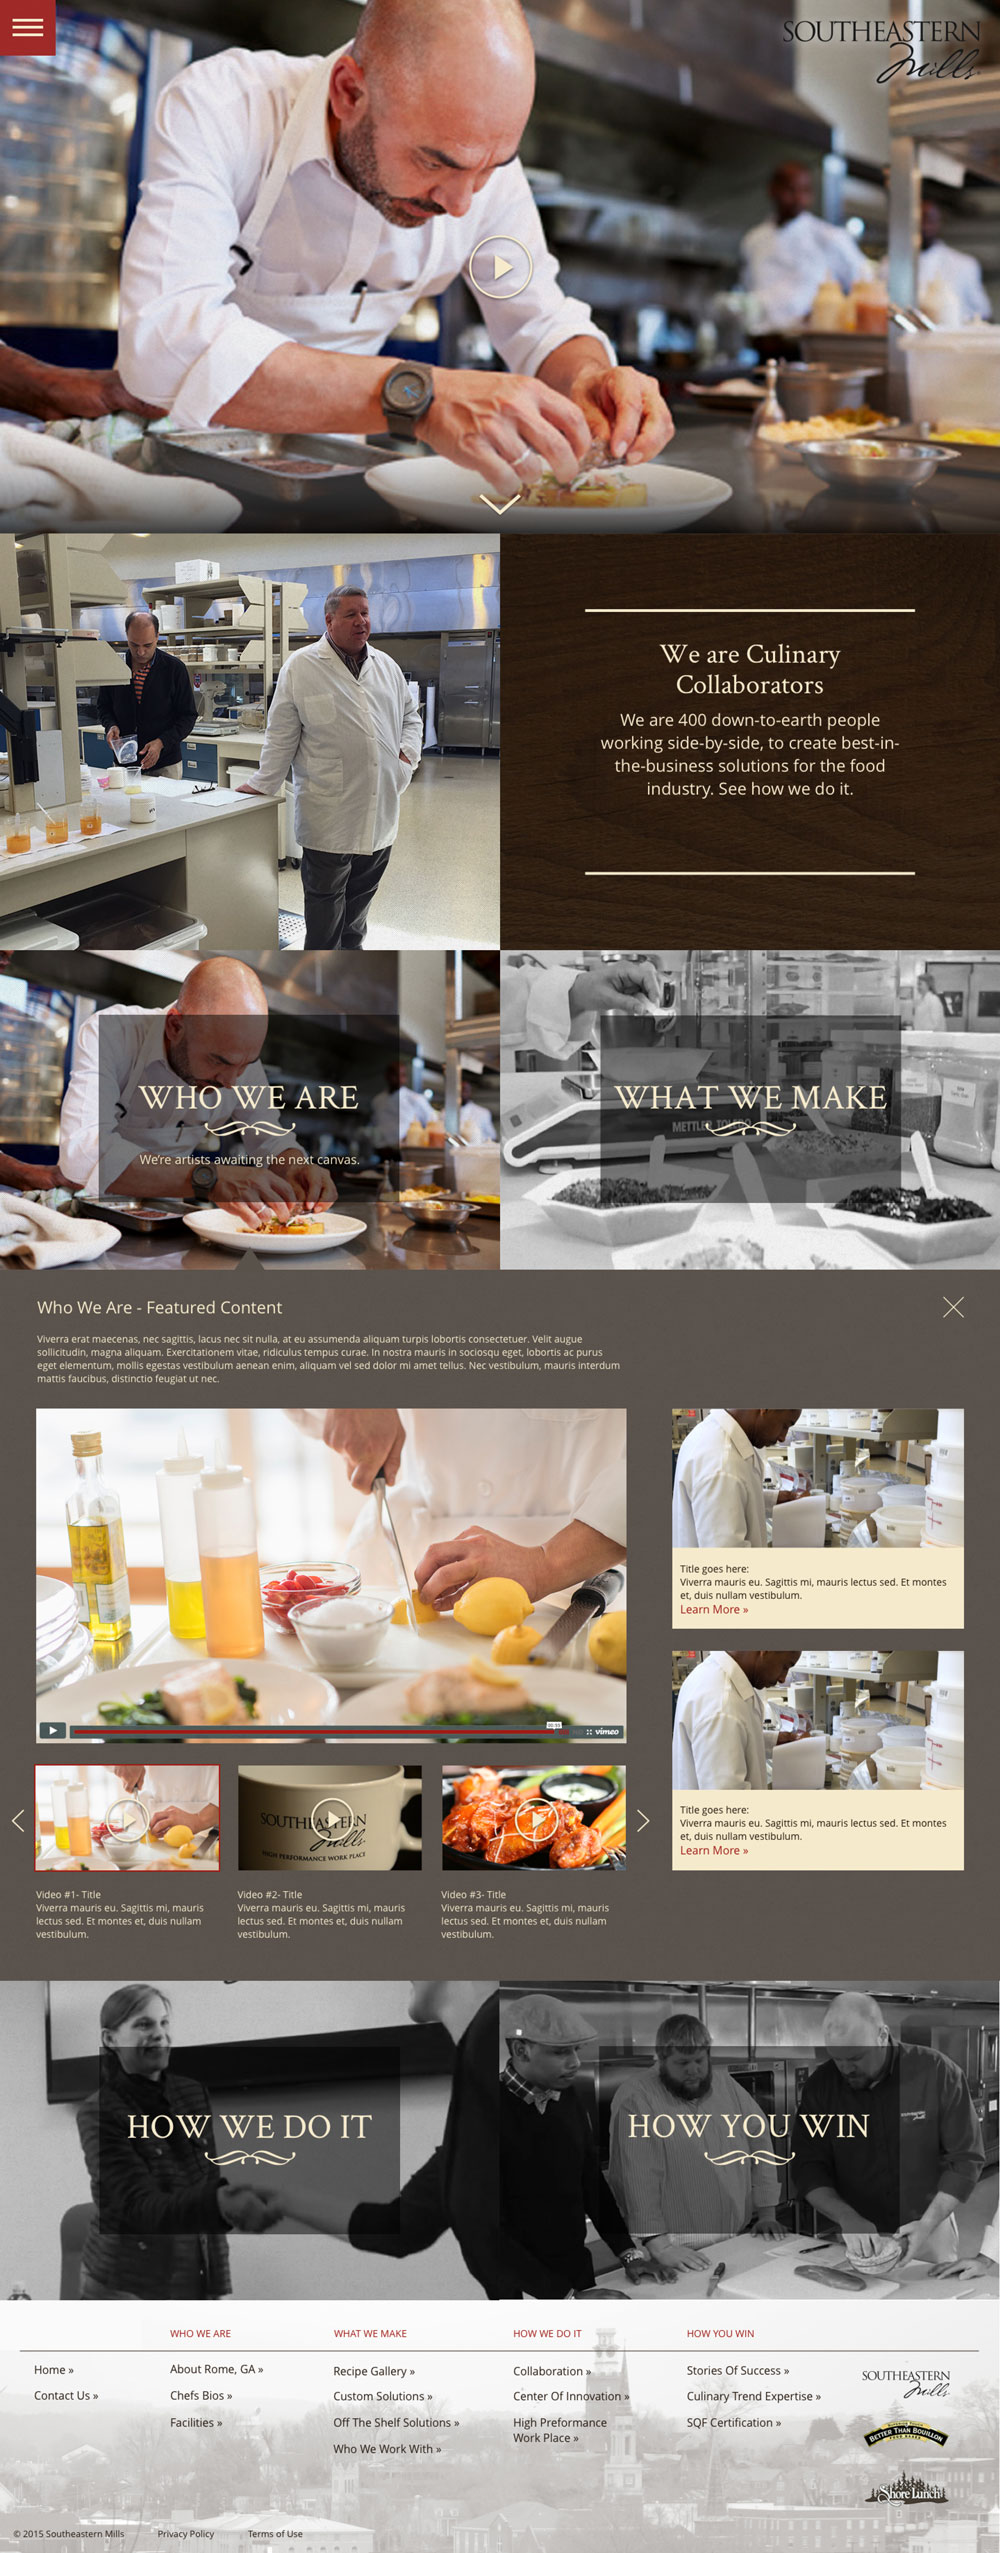 SOUTHEASTERN
Mills
We are Culinary
Collaborators
We are 400 down-to-earth people
working side-by-side, to create best-in-
the-business solutions for the food
industry. See how we do it.
WHO WE ARE
We're artists awaiting the next canvas.
WHAT WE MAKE
METTLER TOLEDO
Who We Are - Featured Content
Viverra erat maecenas, nec sagittis, lacus nec sit nulla, at eu assumenda aliquam turpis lobortis consectetuer. Velit augue
sollicitudin, magna aliquam. Exercitationem vitae, ridiculus tempus curae. In nostra mauris in sociosqu eget, lobortis ac purus
eget elementum, mollis egestas vestibulum aenean enim, aliquam vel sed dolor mi amet tellus. Nec vestibulum, mauris interdum
mattis faucibus, distinctio feugiat ut nec.
vimeo
Title goes here:
Viverra mauris eu. Sagittis mi, mauris lectus sed. Et montes
et, duis nullam vestibulum.
Learn More »
Title goes here:
Viverra mauris eu. Sagittis mi, mauris lectus sed. Et montes
et, duis nullam vestibulum.
Learn More »
SOUTHEASTERN
Mills
HIGH PERFORMANCE WORK PLACE
Video #1- Title
Viverra mauris eu. Sagittis mi, mauris
lectus sed. Et montes et, duis nullam
vestibulum.
Video #2- Title
Viverra mauris eu. Sagittis mi, mauris
lectus sed. Et montes et, duis nullam
vestibulum.
Video #3- Title
Viverra mauris eu. Sagittis mi, mauris
lectus sed. Et montes et, duis nullam
vestibulum.
HOW WE DO IT
HOW YOU WIN
Home »
Contact Us »
WHO WE ARE
About Rome, GA »
Chefs Bios »
Facilities »
WHAT WE MAKE
Recipe Gallery »
Custom Solutions »
Off The Shelf Solutions »
Who We Work With »
HOW WE DO IT
Collaboration »
Center Of Innovation »
High Preformance
Work Place »
HOW YOU WIN
Stories Of Success »
Culinary Trend Expertise »
SQF Certification »
SOUTHEASTERN
Mills
BETTER THAN BOUILLON
Shore Lunch
© 2015 Southeastern Mills
Privacy Policy
Terms of Use